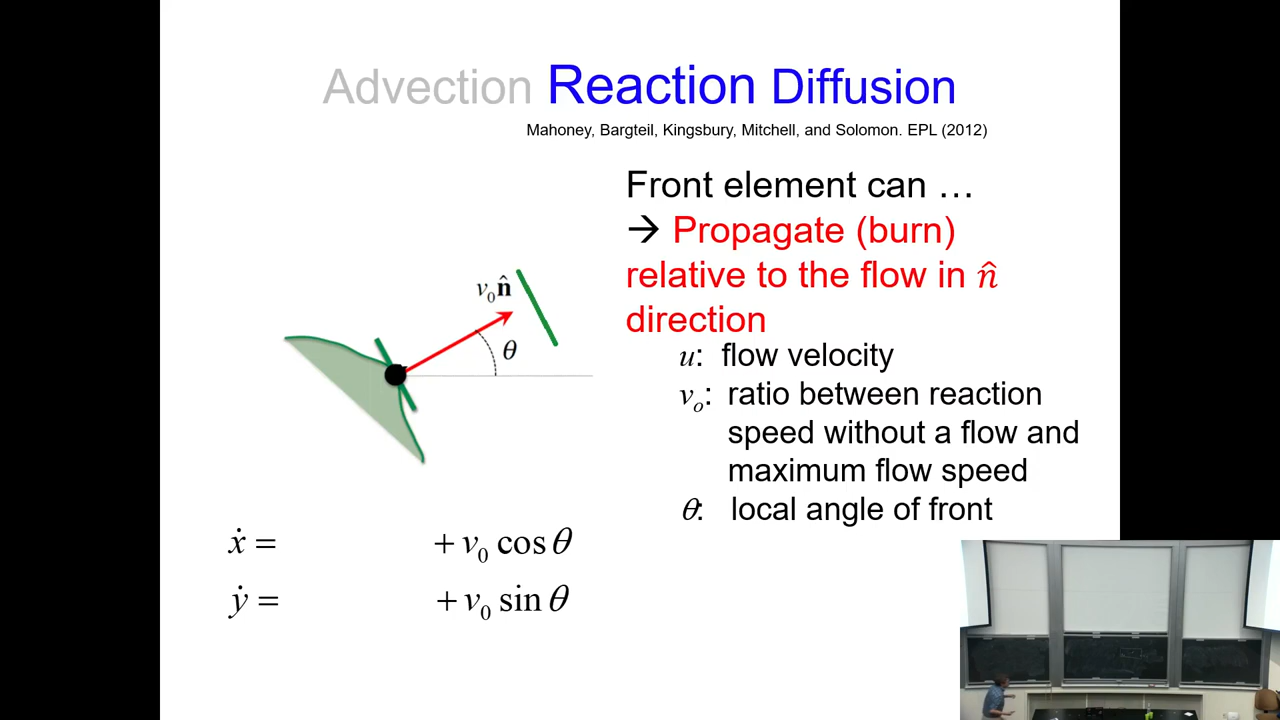 Advection Reaction Diffusion
Mahoney, Bargteil, Kingsbury, Mitchell, and Solomon. EPL (2012)
Front element can …
→ Propagate (burn)
relative to the flow in n̂
direction
u: flow velocity
v₀: ratio between reaction
speed without a flow and
maximum flow speed
θ: local angle of front
v₀n̂
θ
ẋ = + v₀ cos θ
ẏ = + v₀ sin θ